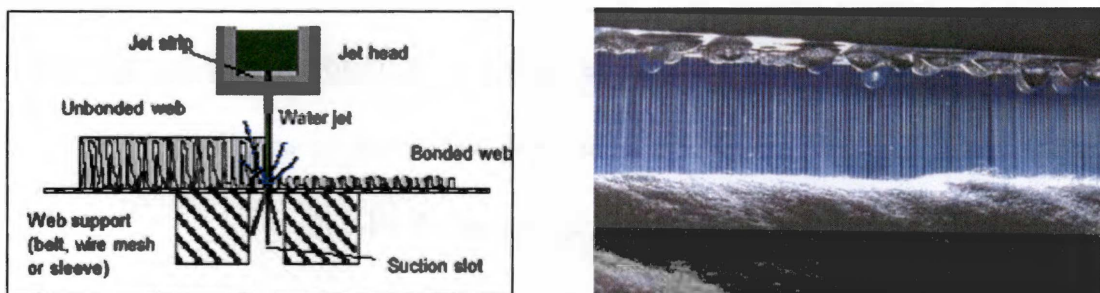 Jet strip
Jet head
Unbonded web
Water jet
Bonded web
Web support
(belt, wire mesh
or sleeve)
Suction slot